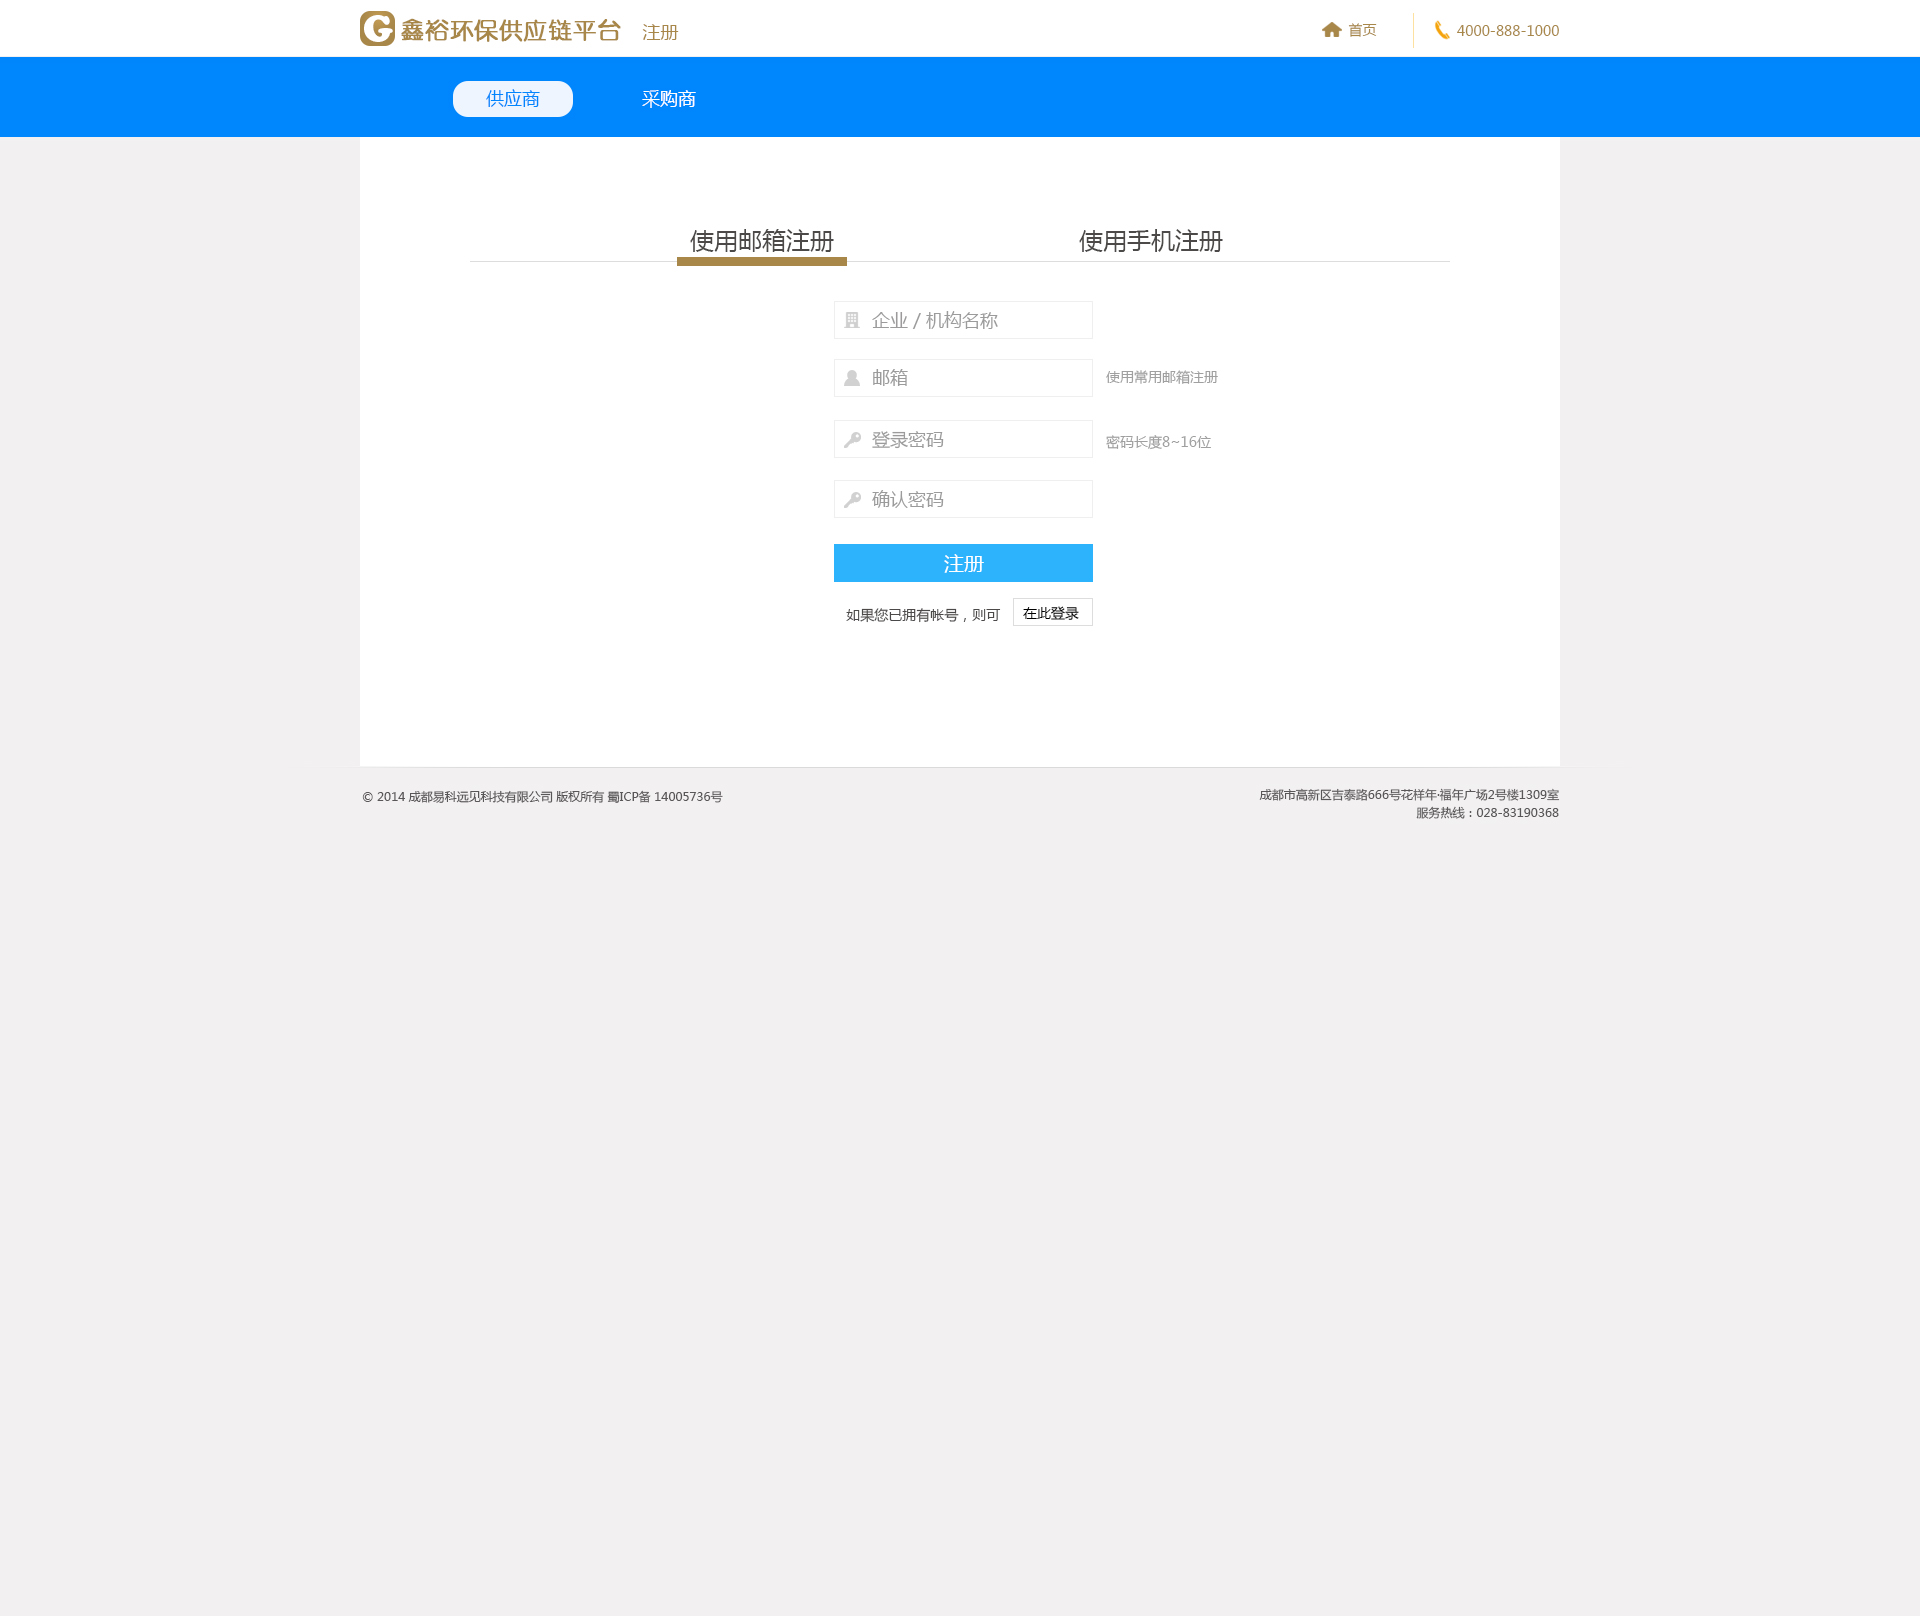 鑫裕环保供应链平台 注册 首页 4000-888-1000
供应商 采购商
使用邮箱注册 使用手机注册
企业 / 机构名称
邮箱 使用常用邮箱注册
登录密码 密码长度8~16位
确认密码
注册
如果您已拥有帐号，则可 在此登录
© 2014 成都易科远见科技有限公司 版权所有 蜀ICP备 14005736号
成都市高新区吉泰路666号花样年·福年广场2号楼1309室
服务热线：028-83190368